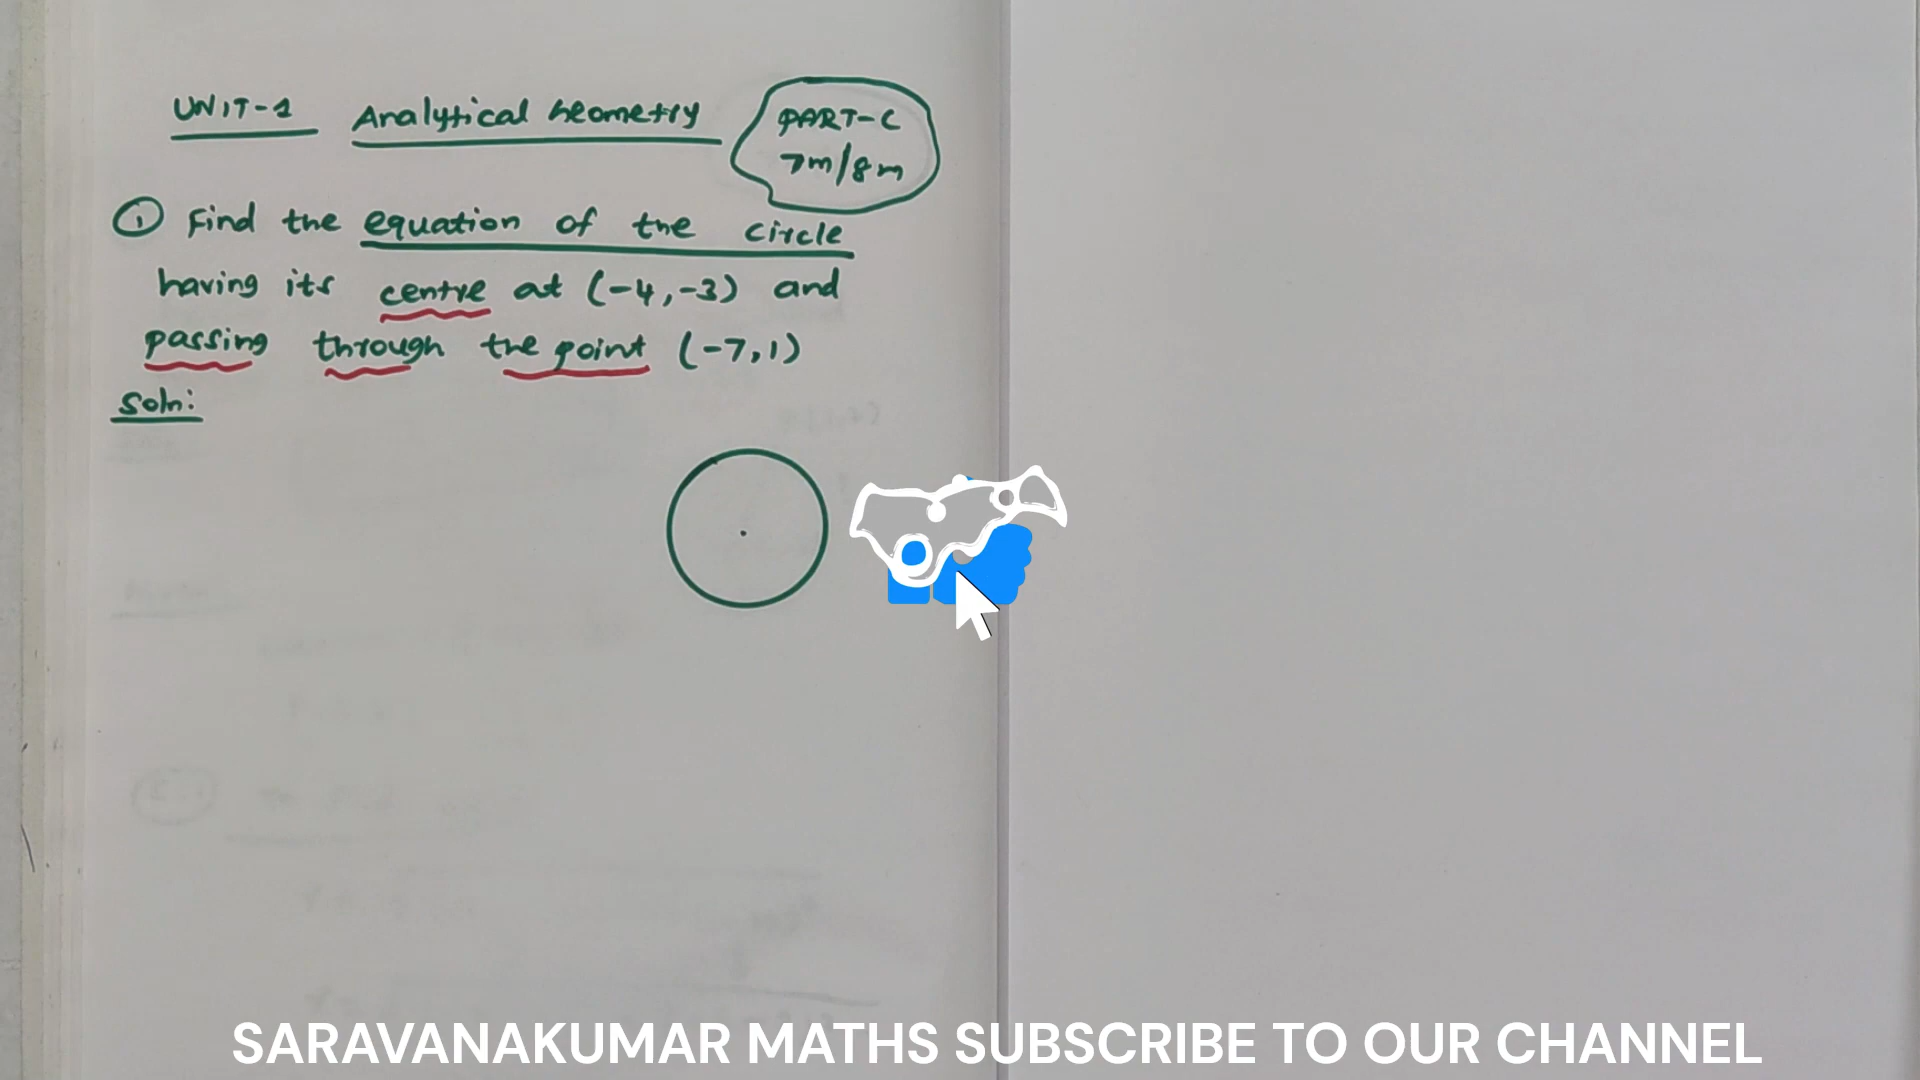 UNIT-1 Analytical Geometry
PART-C
7m/8m
① Find the equation of the circle
having its centre at (-4,-3) and
passing through the point (-7,1)
Soln:
SARAVANAKUMAR MATHS SUBSCRIBE TO OUR CHANNEL